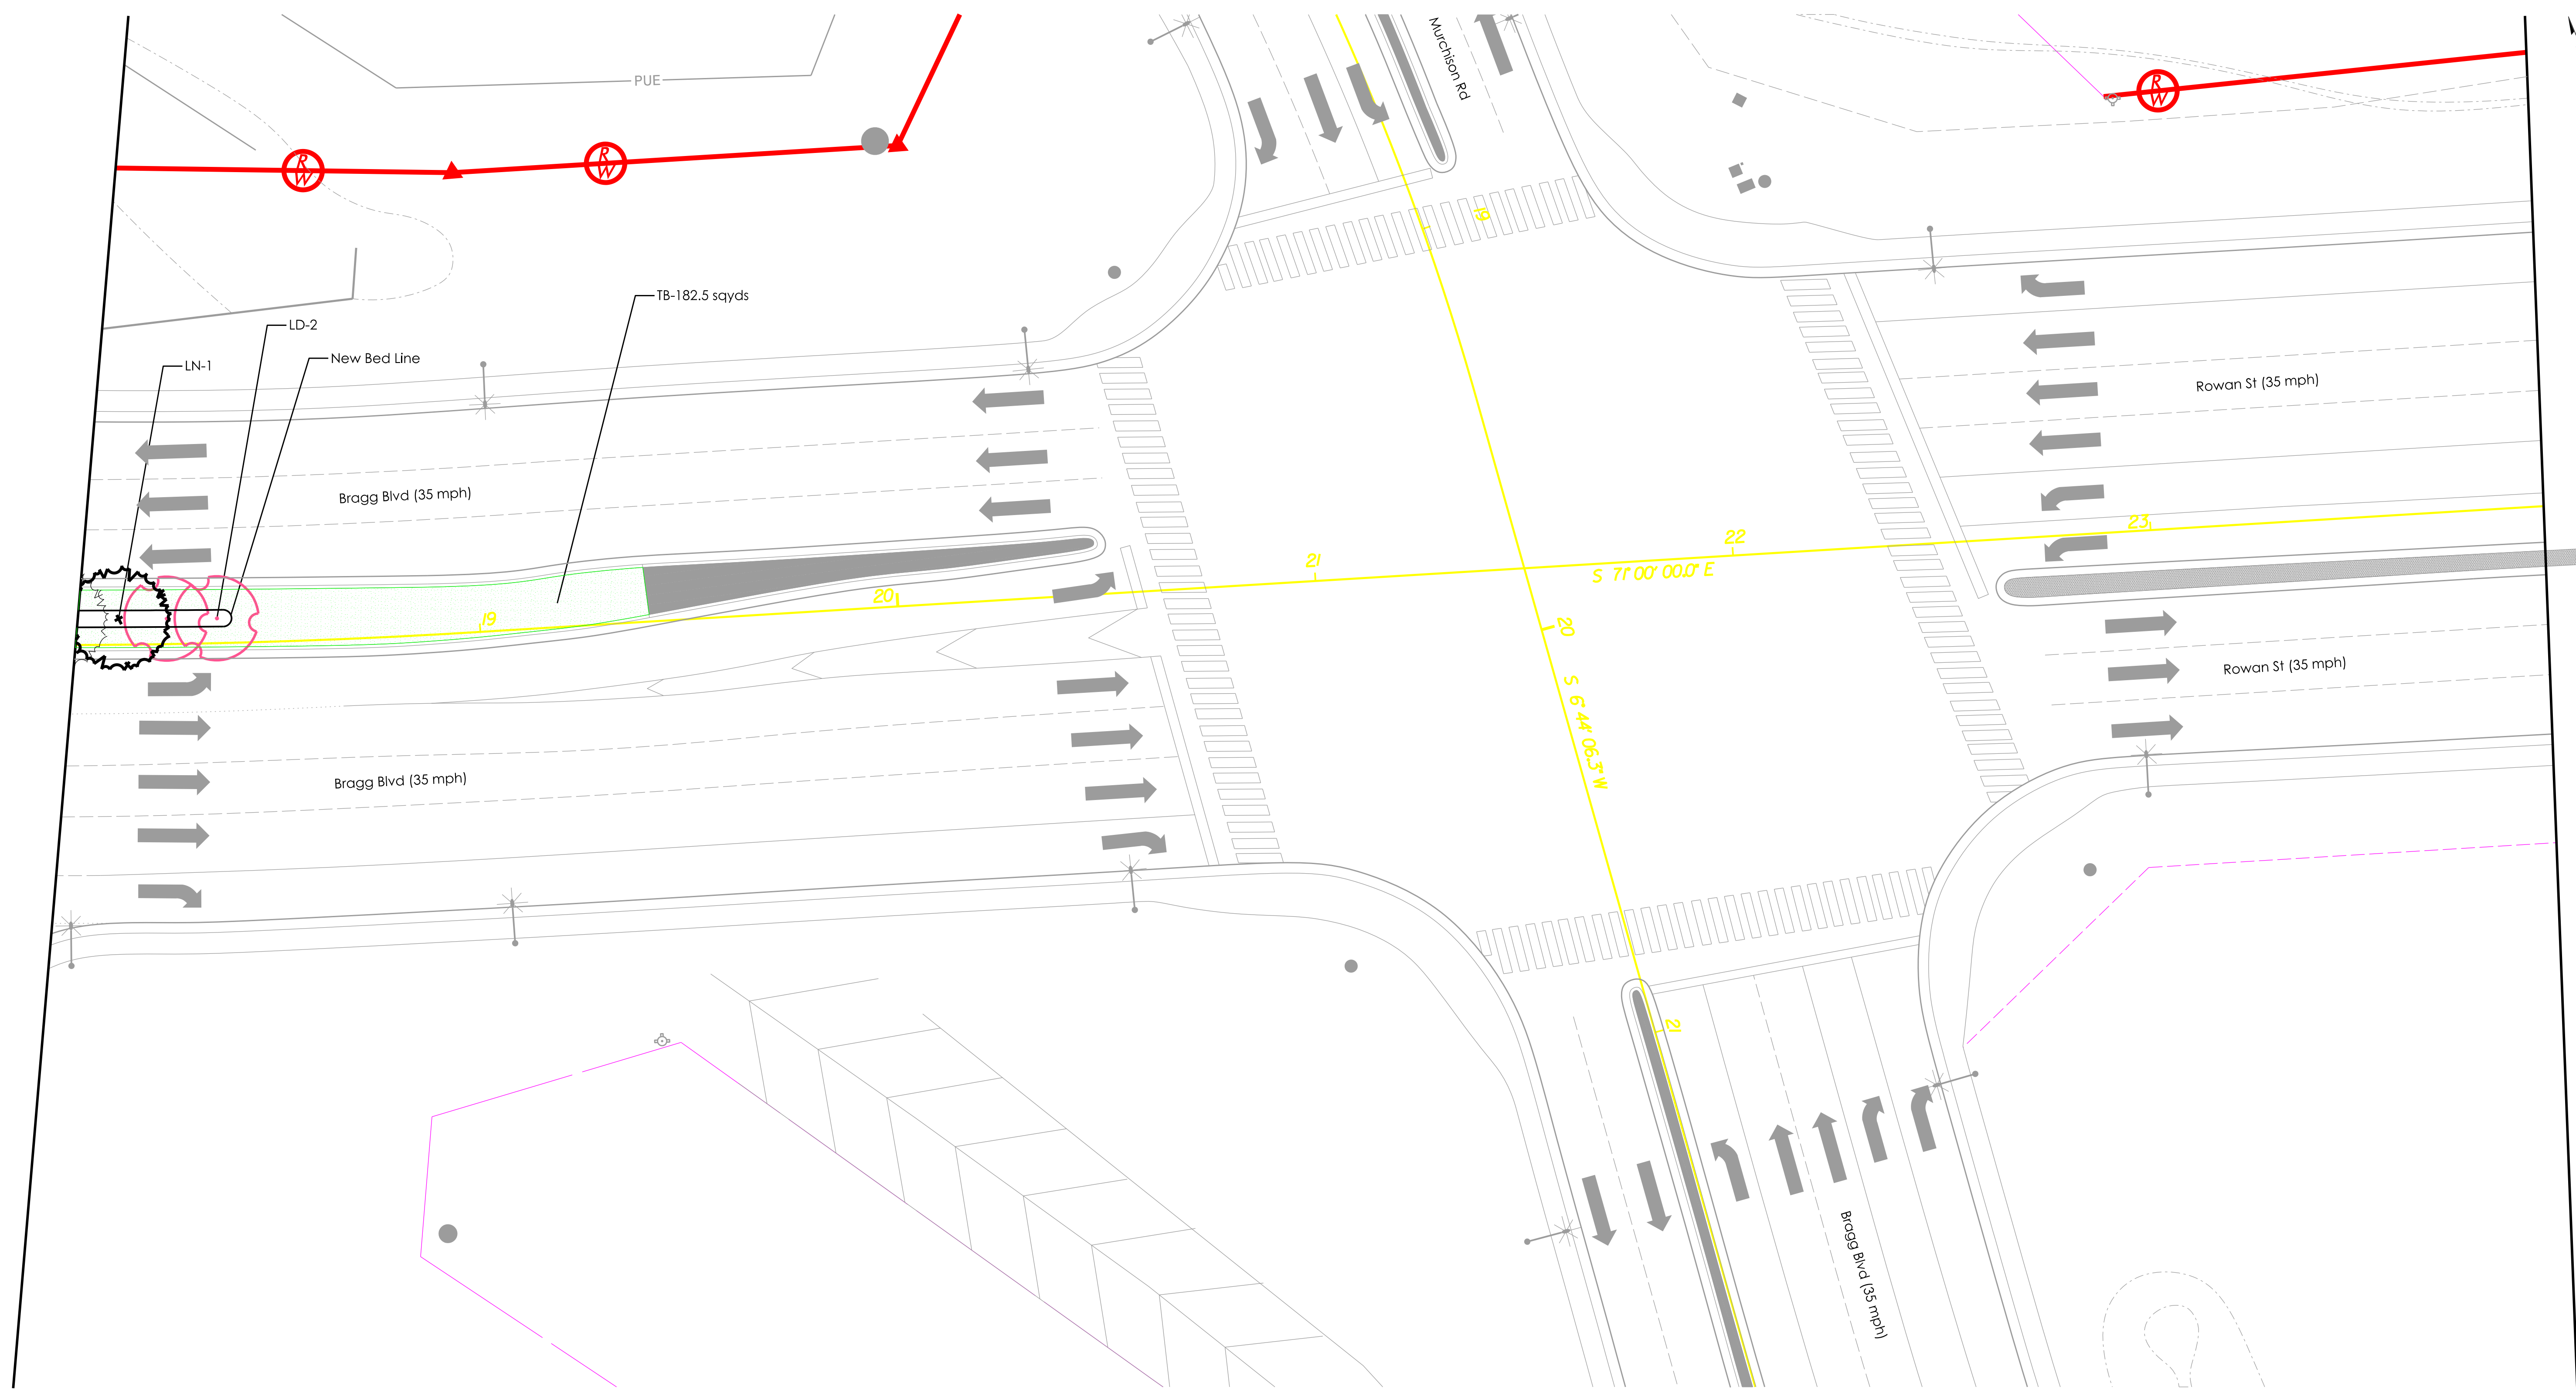 Murchison Rd
PUE
R/W
R/W
R/W
19
TB-182.5 sqyds
LD-2
New Bed Line
LN-1
Rowan St (35 mph)
Bragg Blvd (35 mph)
23
22
21
S 71° 00' 00.0" E
20
19
20
Rowan St (35 mph)
S 6° 44' 06.3" W
Bragg Blvd (35 mph)
21
Bragg Blvd (35 mph)